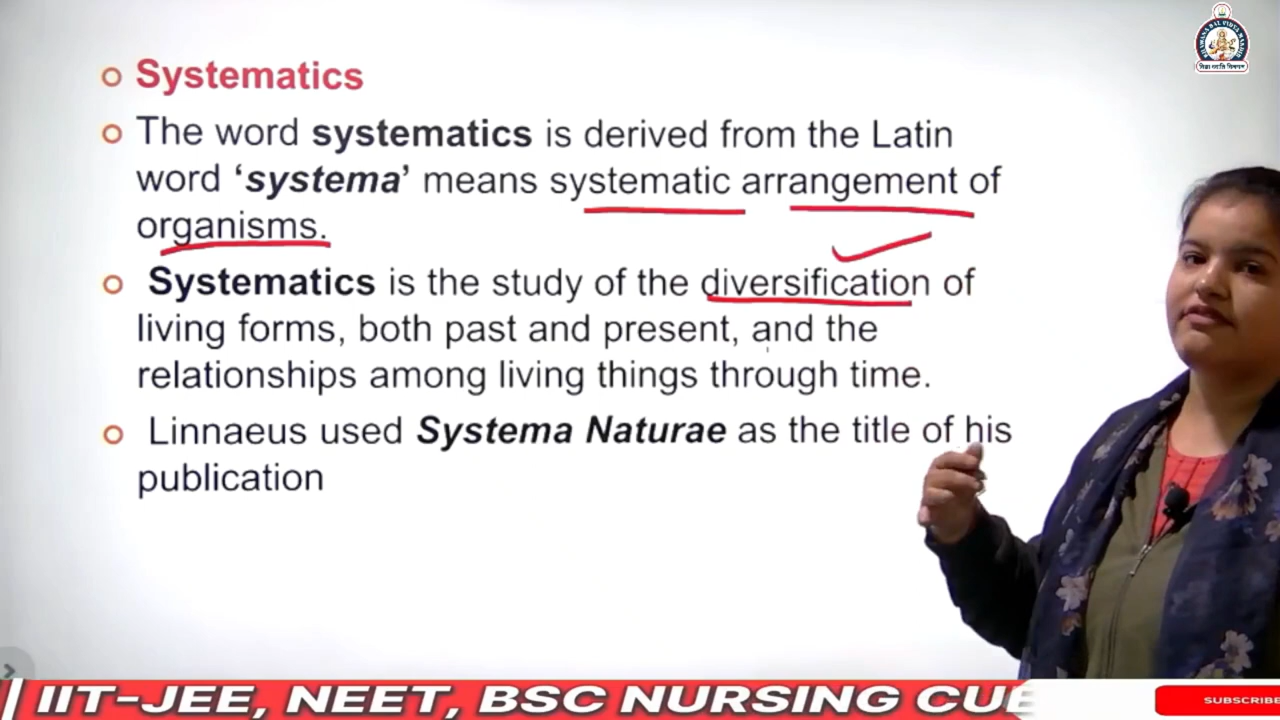 Systematics
The word systematics is derived from the Latin
word ‘systema’ means systematic arrangement of
organisms.
Systematics is the study of the diversification of
living forms, both past and present, and the
relationships among living things through time.
Linnaeus used Systema Naturae as the title of his
publication
| IIT-JEE, NEET, BSC NURSING CUE
SUBSCRIBE